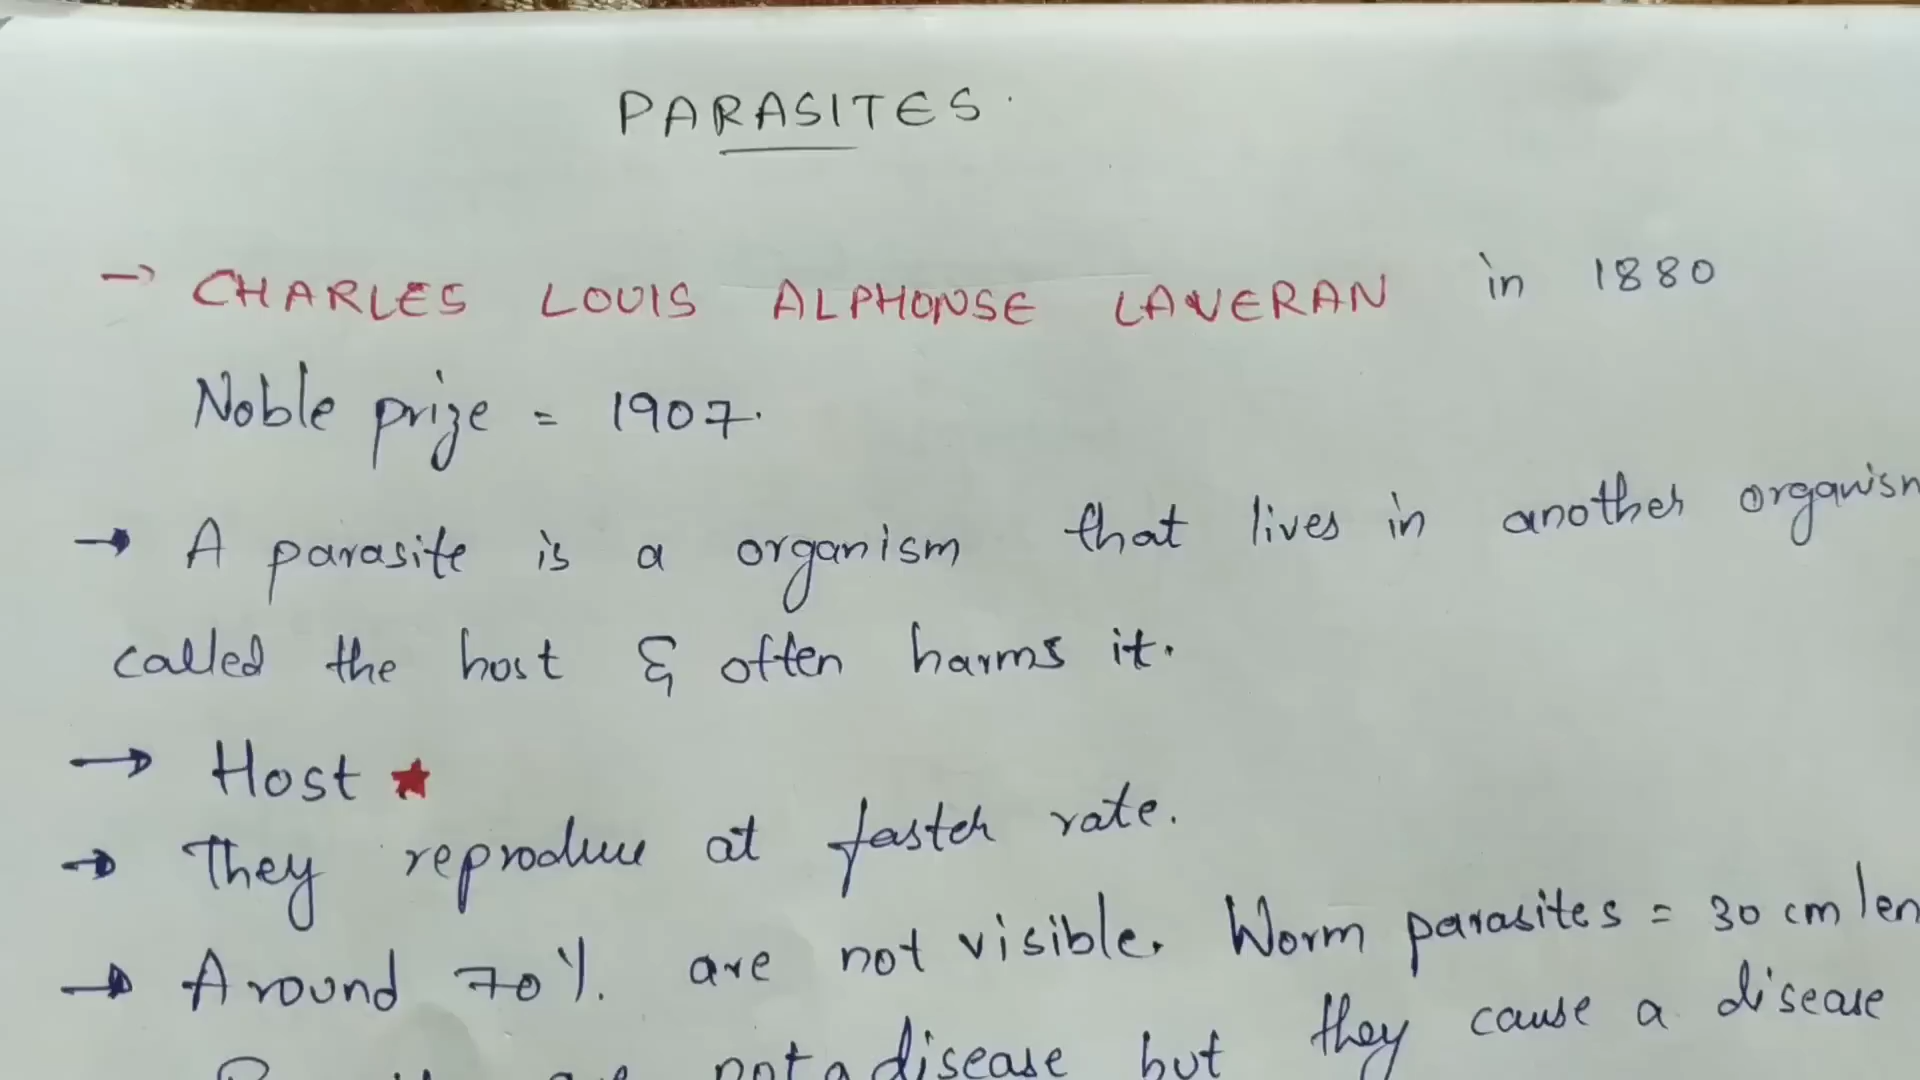 PARASITES.
→ CHARLES LOUIS ALPHONSE LAVERAN in 1880
Noble prize = 1907.
→ A parasite is a organism that lives in another organism
called the host & often harms it.
→ Host ★
→ They reproduce at faster rate.
→ Around 70%. are not visible. Worm parasites = 30 cm len
not a disease but they cause a disease